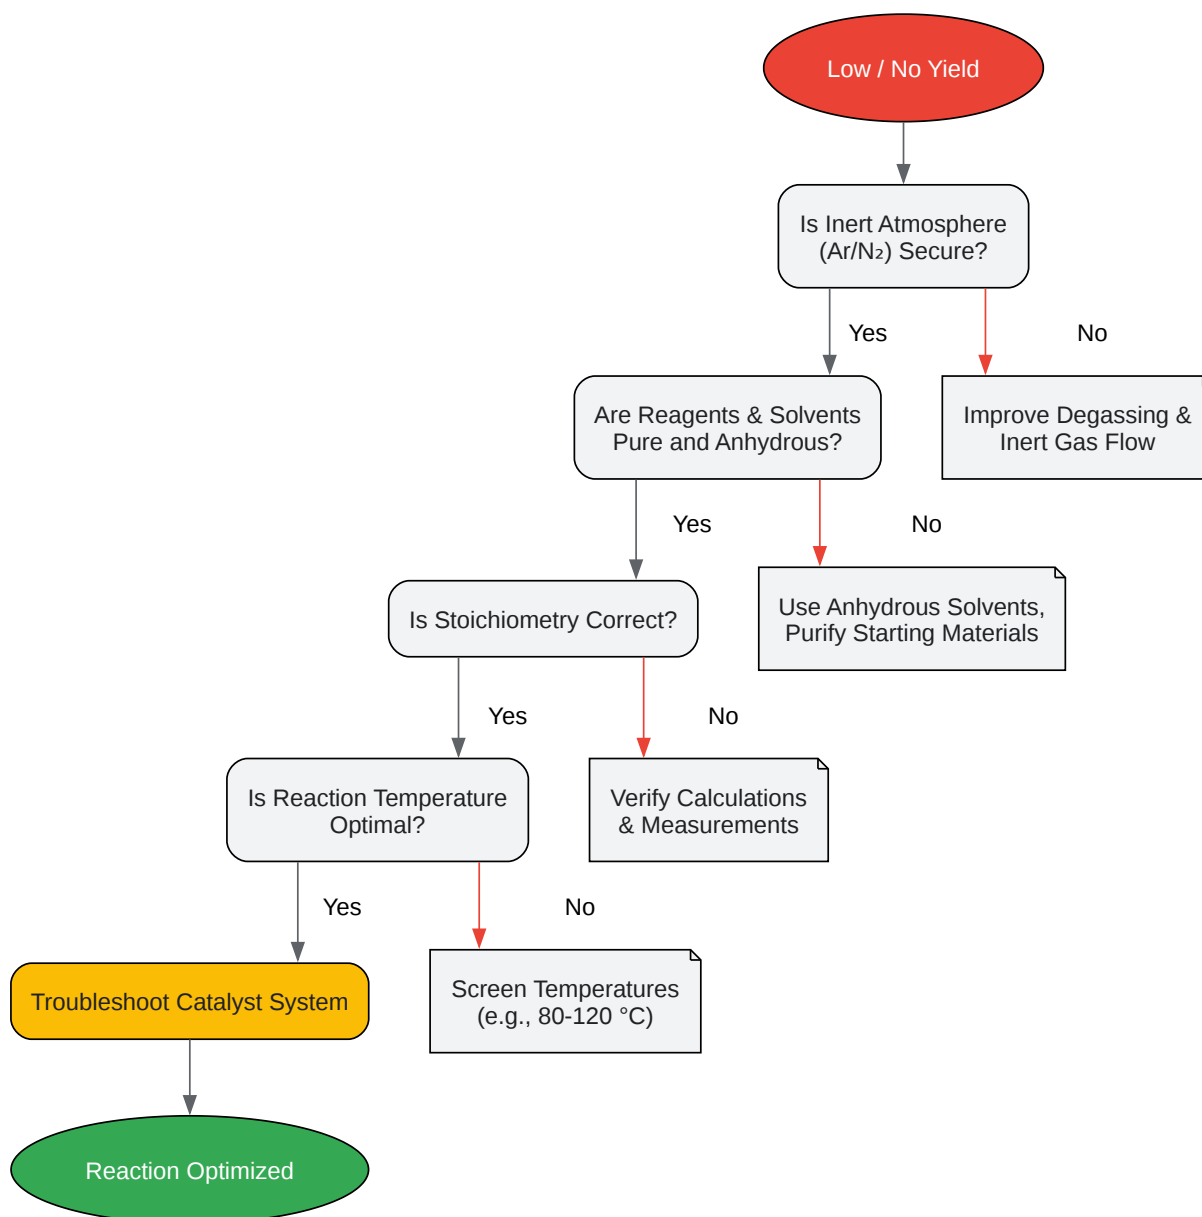 Low / No Yield
Is Inert Atmosphere
(Ar/N₂) Secure?
Yes
No
Are Reagents & Solvents
Pure and Anhydrous?
Improve Degassing &
Inert Gas Flow
Yes
No
Is Stoichiometry Correct?
Use Anhydrous Solvents,
Purify Starting Materials
Yes
No
Is Reaction Temperature
Optimal?
Verify Calculations
& Measurements
Yes
No
Troubleshoot Catalyst System
Screen Temperatures
(e.g., 80-120 °C)
Reaction Optimized